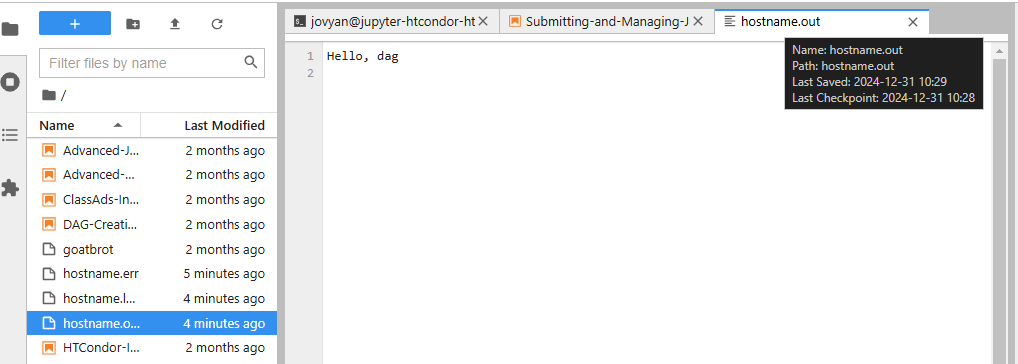 jovyan@jupyter-htcondor-ht
Submitting-and-Managing-J
hostname.out
Filter files by name
/
Name Last Modified
Advanced-J... 2 months ago
Advanced-... 2 months ago
ClassAds-In... 2 months ago
DAG-Creati... 2 months ago
goatbrot 2 months ago
hostname.err 5 minutes ago
hostname.l... 4 minutes ago
hostname.o... 4 minutes ago
HTCondor-I... 2 months ago
1 Hello, dag
2
Name: hostname.out
Path: hostname.out
Last Saved: 2024-12-31 10:29
Last Checkpoint: 2024-12-31 10:28